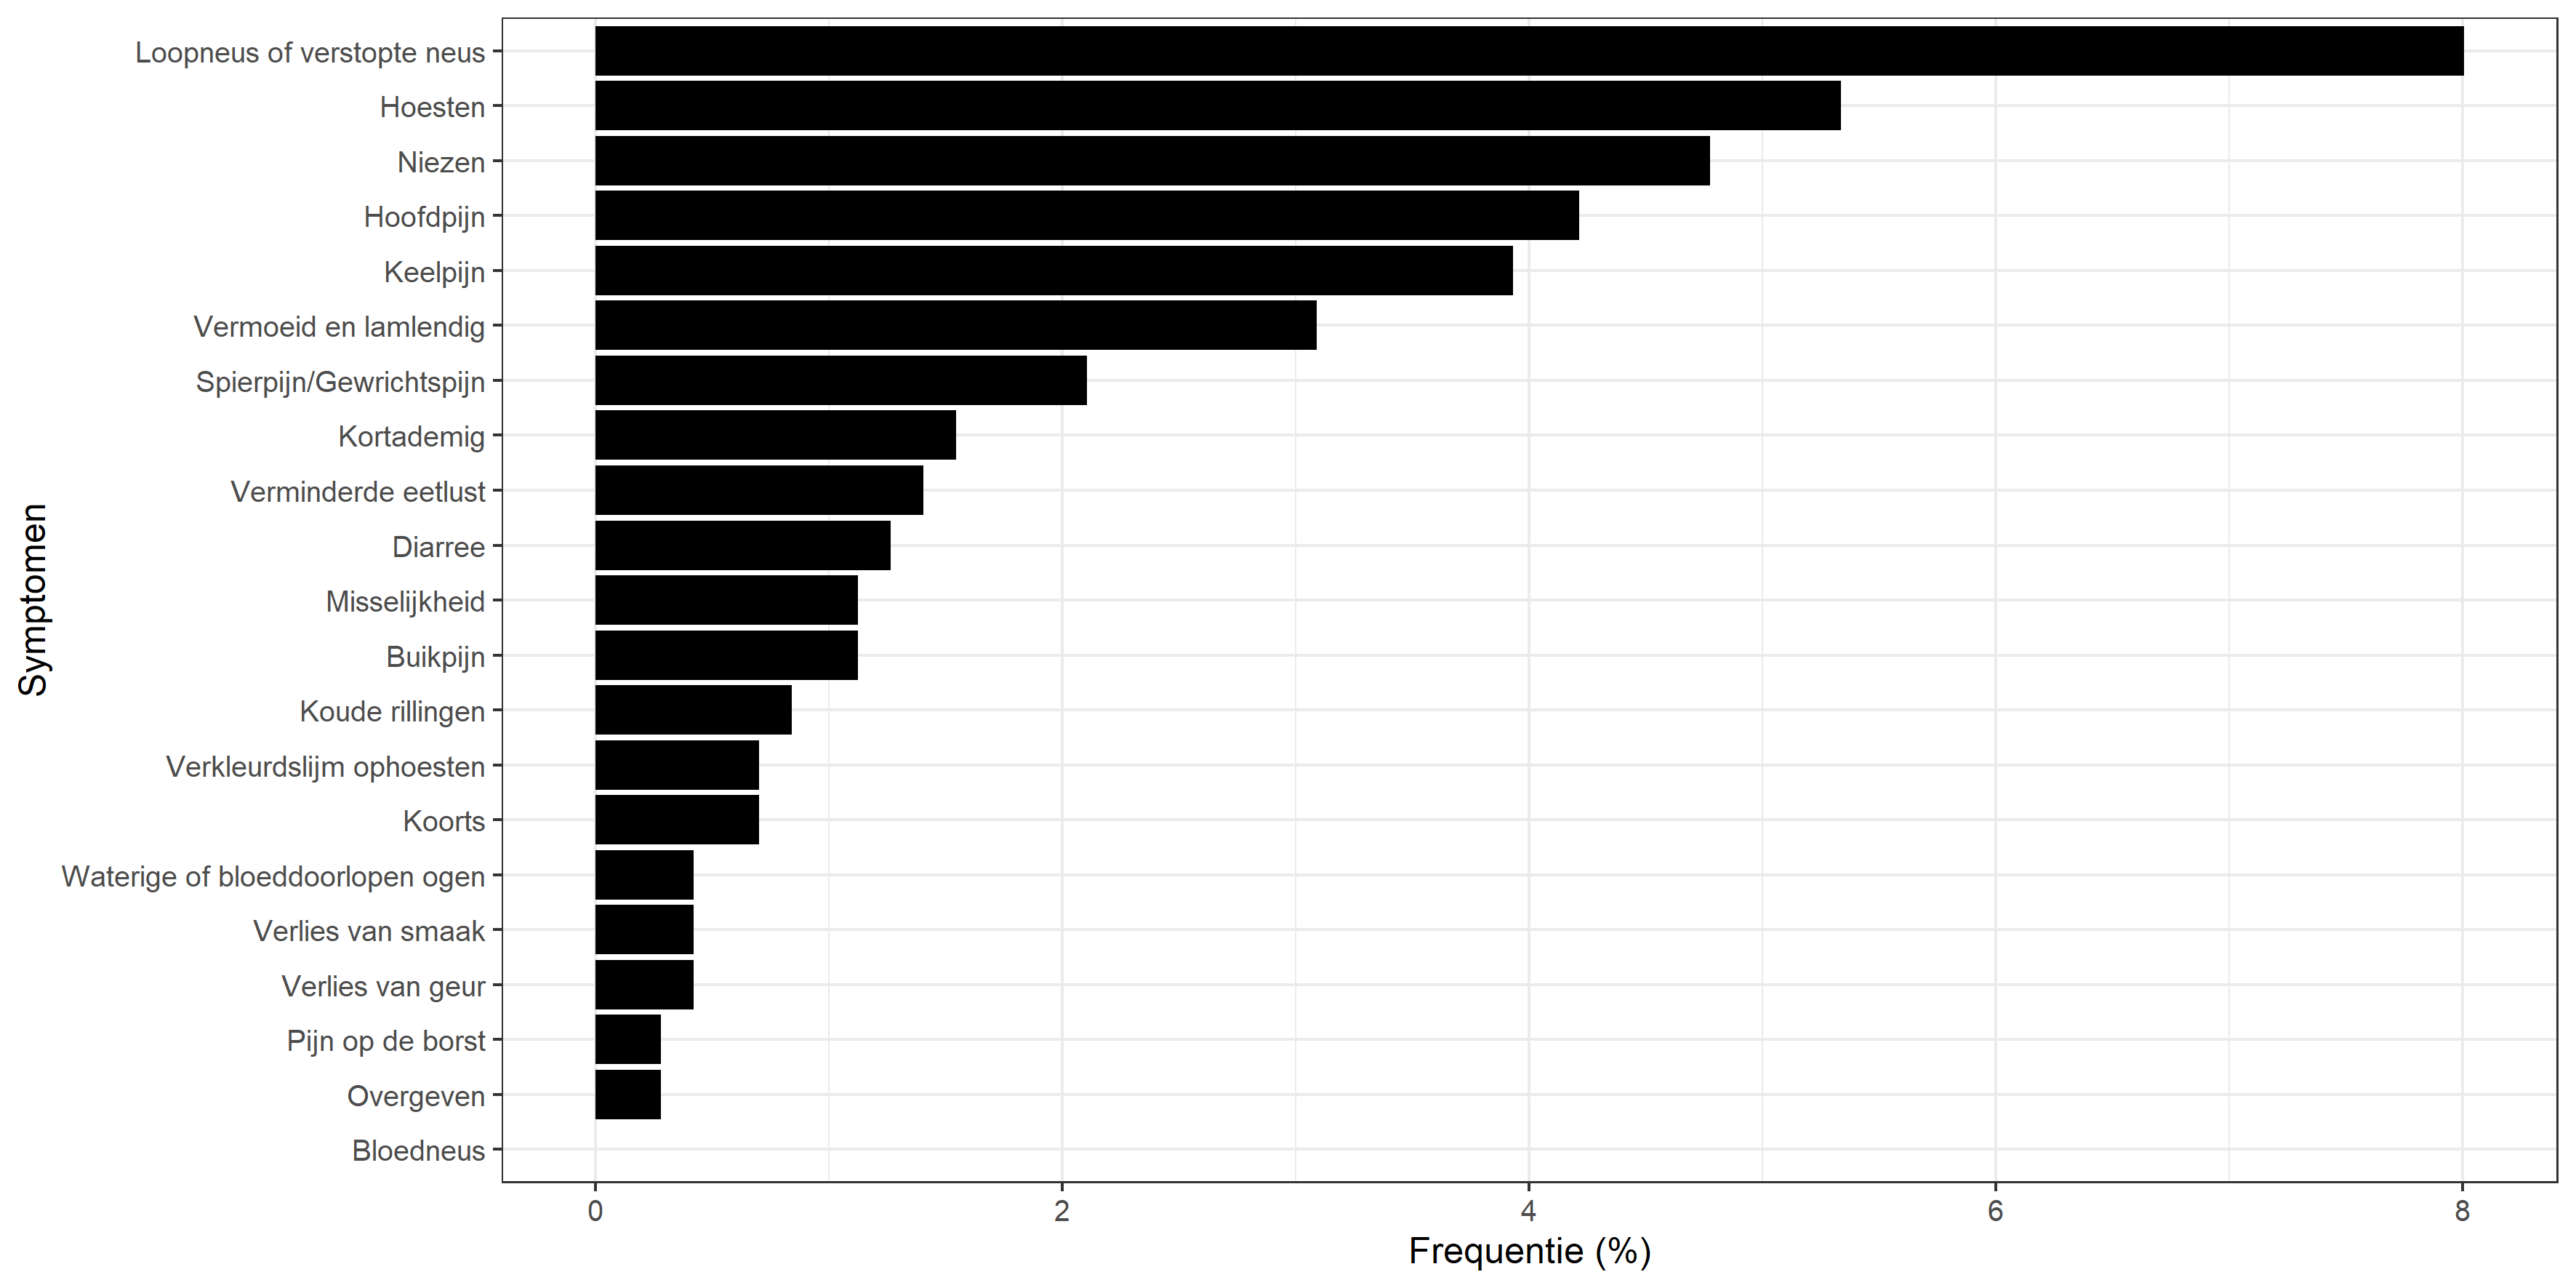 Loopneus of verstopte neus
Hoesten
Niezen
Hoofdpijn
Keelpijn
Vermoeid en lamlendig
Spierpijn/Gewrichtspijn
Kortademig
Verminderde eetlust
Diarree
Misselijkheid
Buikpijn
Koude rillingen
Verkleurdslijm ophoesten
Koorts
Waterige of bloeddoorlopen ogen
Verlies van smaak
Verlies van geur
Pijn op de borst
Overgeven
Bloedneus
Symptomen
0 2 4 6 8
Frequentie (%)